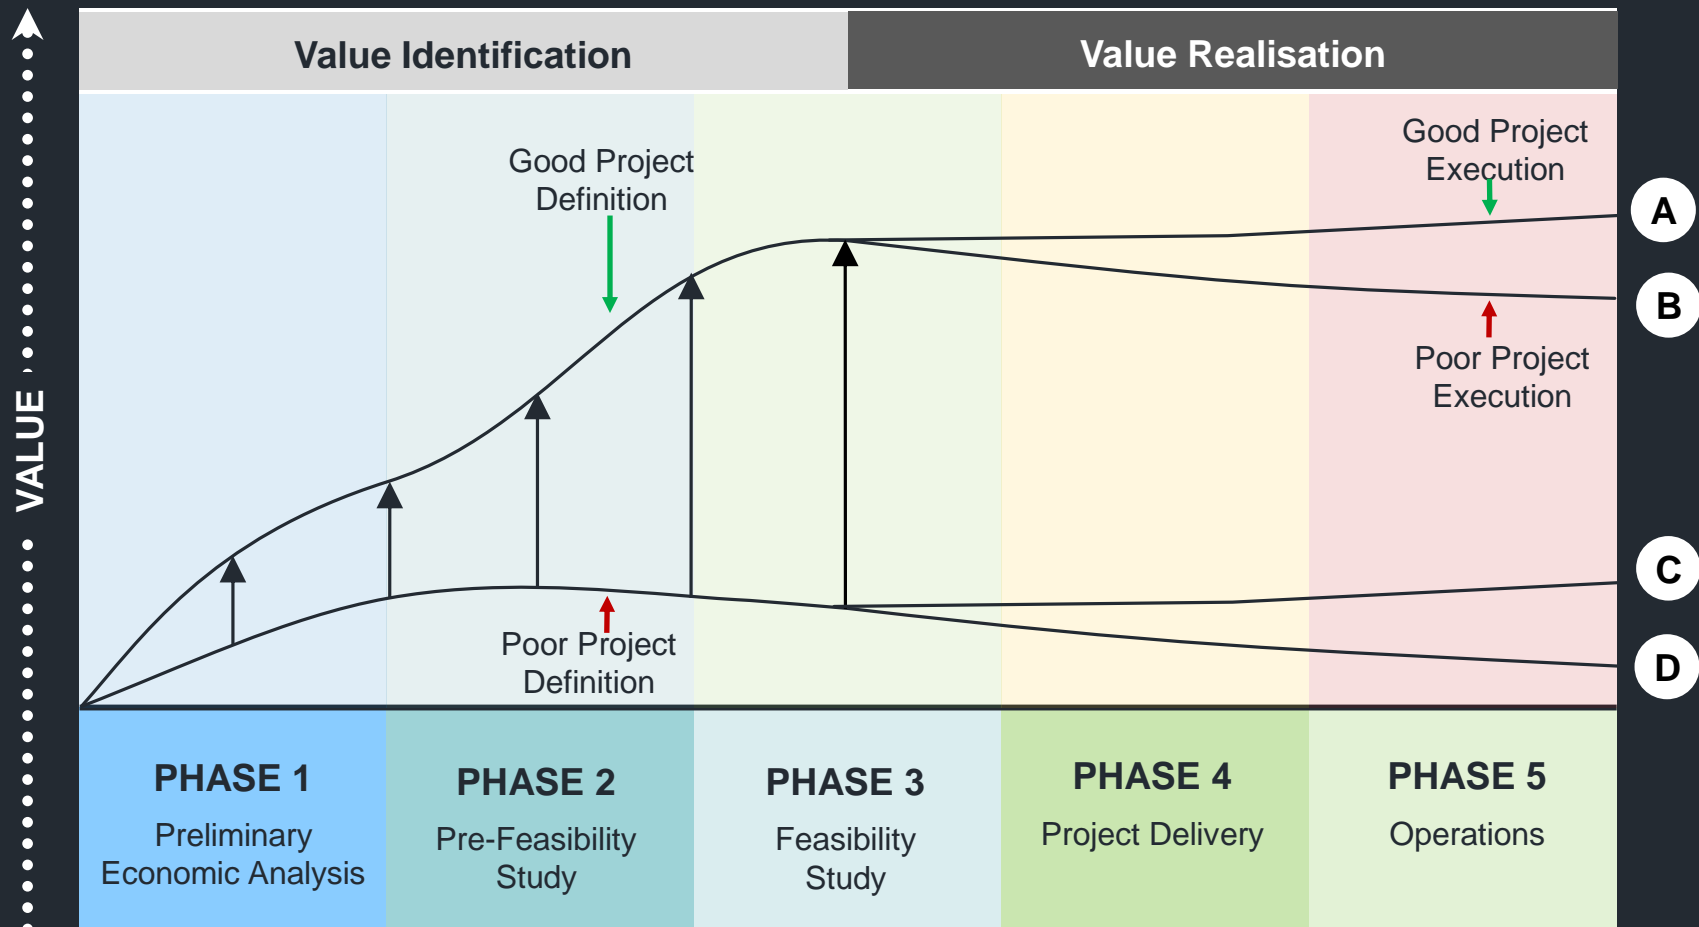 Value Identification
Value Realisation
VALUE
Good Project
Definition
Good Project
Execution
A
B
Poor Project
Execution
C
Poor Project
Definition
D
PHASE 1
Preliminary
Economic Analysis
PHASE 2
Pre-Feasibility
Study
PHASE 3
Feasibility
Study
PHASE 4
Project Delivery
PHASE 5
Operations